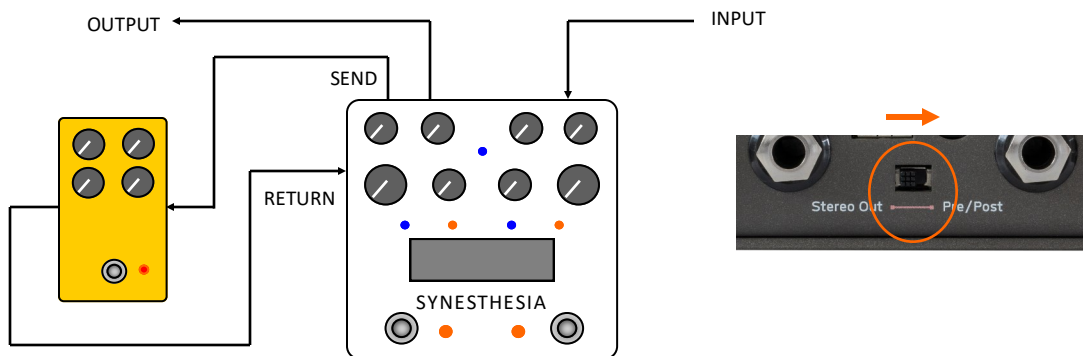 OUTPUT
INPUT
SEND
RETURN
Stereo Out Pre/Post
SYNESTHESIA